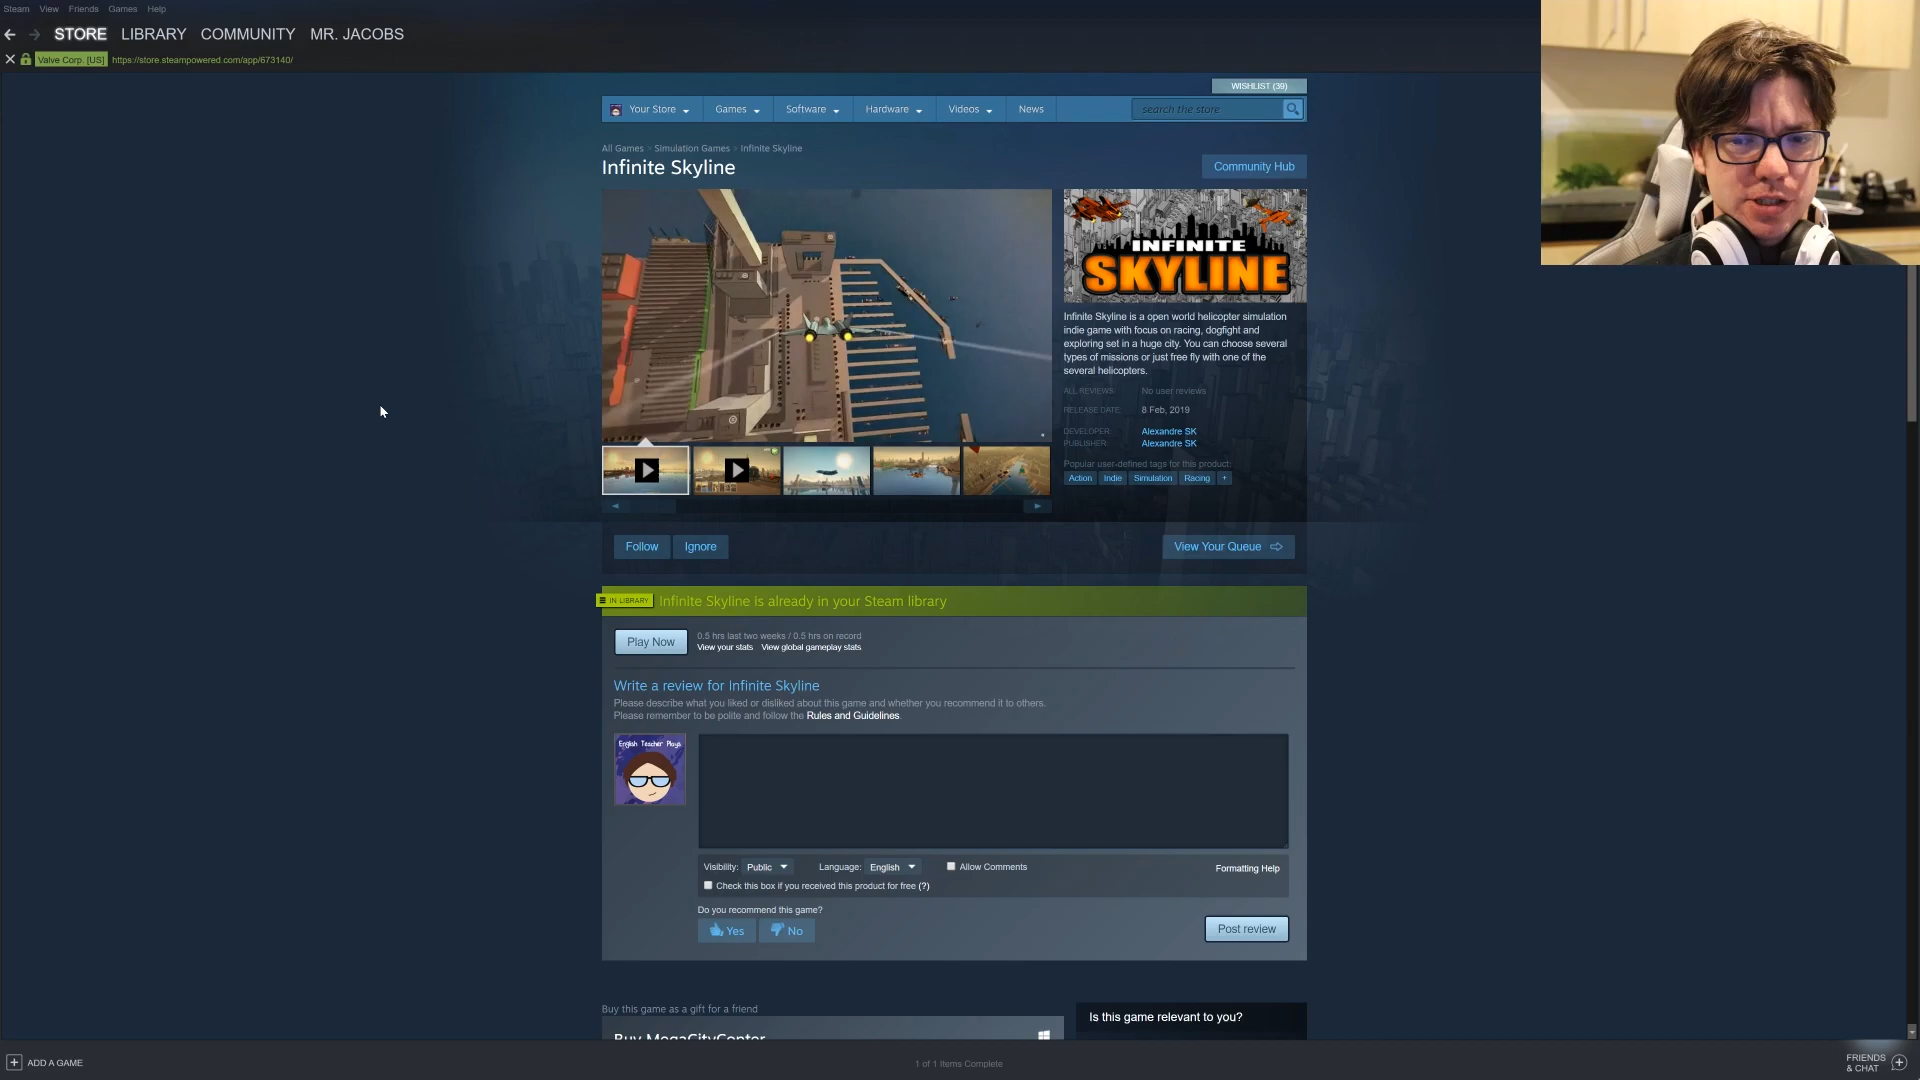 Steam View Friends Games Help
STORE LIBRARY COMMUNITY MR. JACOBS
Valve Corp. [US] https://store.steampowered.com/app/673140/
WISHLIST (39)
Your Store Games Software Hardware Videos News search the store
All Games > Simulation Games > Infinite Skyline
Infinite Skyline
Community Hub
INFINITE
SKYLINE
Infinite Skyline is a open world helicopter simulation
indie game with focus on racing, dogfight and
exploring set in a huge city. You can choose several
types of missions or just free fly with one of the
several helicopters.
ALL REVIEWS: No user reviews
RELEASE DATE: 8 Feb, 2019
DEVELOPER: Alexandre SK
PUBLISHER: Alexandre SK
Popular user-defined tags for this product:
Action Indie Simulation Racing +
Follow Ignore View Your Queue
IN LIBRARY Infinite Skyline is already in your Steam library
Play Now
0.5 hrs last two weeks / 0.5 hrs on record
View your stats View global gameplay stats
Write a review for Infinite Skyline
Please describe what you liked or disliked about this game and whether you recommend it to others.
Please remember to be polite and follow the Rules and Guidelines.
English Teacher Plays
Visibility: Public Language: English Allow Comments Formatting Help
Check this box if you received this product for free (?)
Do you recommend this game?
Yes No Post review
Buy this game as a gift for a friend
Buy MegaCityCenter
Is this game relevant to you?
ADD A GAME
1 of 1 Items Complete
FRIENDS
& CHAT